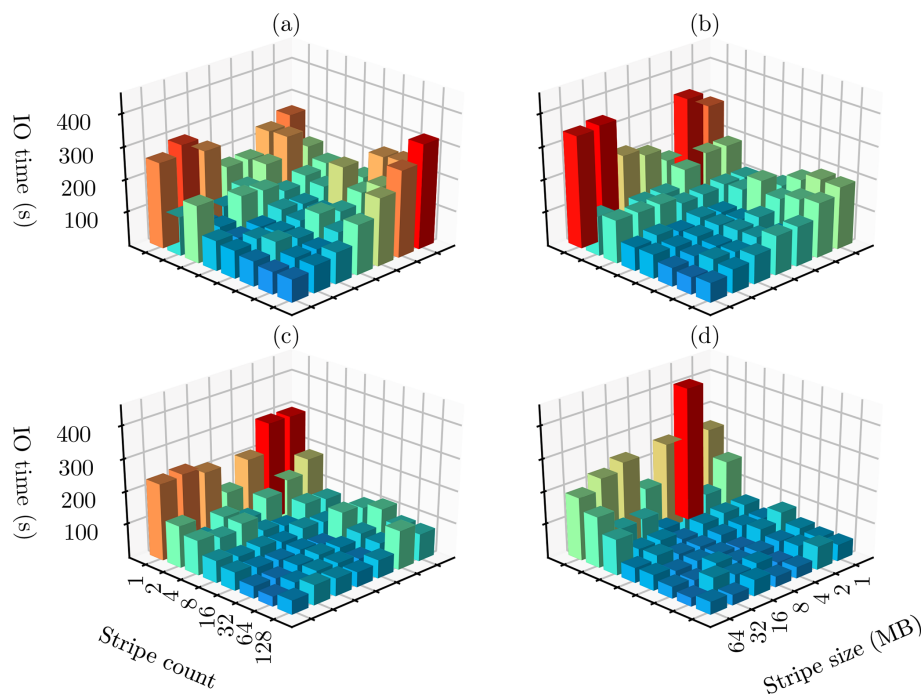 (a)
(b)
IO time (s)
400
300
200
100
(c)
(d)
IO time (s)
400
300
200
100
1
2
4
8
16
32
64
128
Stripe count
64
32
16
8
4
2
1
Stripe size (MB)